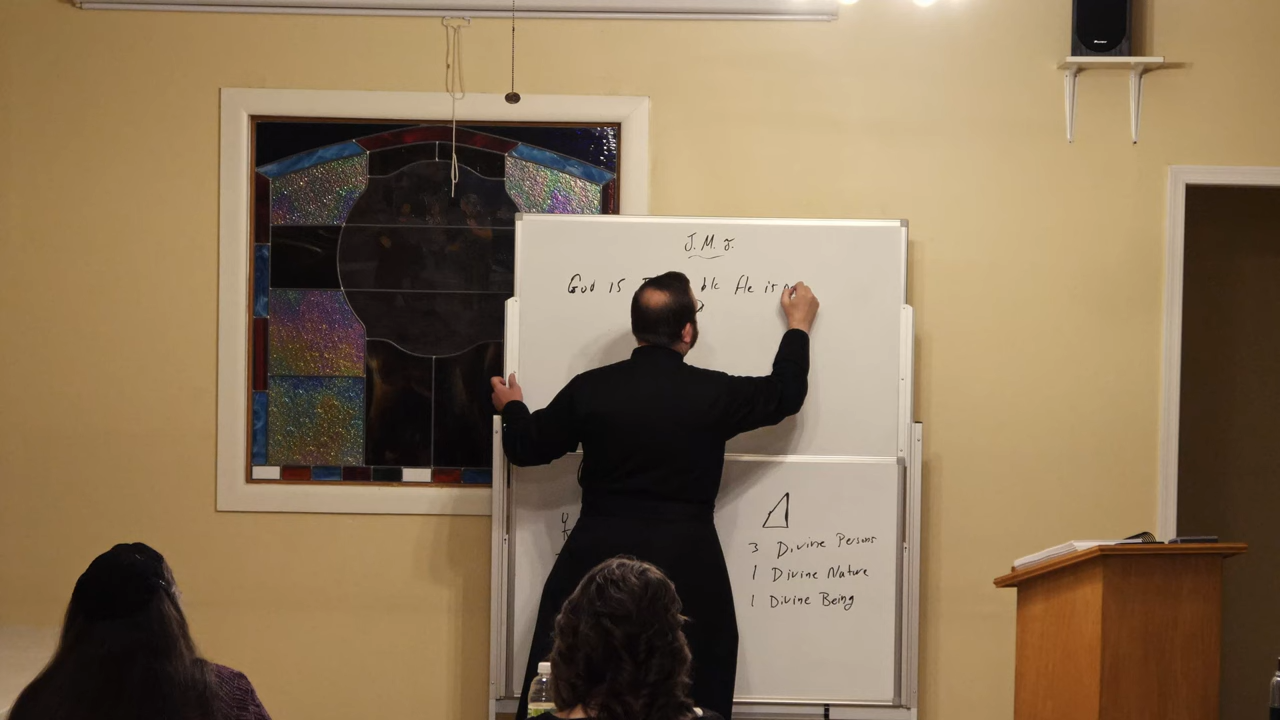 J. M. J.
God is He is
3 Divine Persons
1 Divine Nature
1 Divine Being